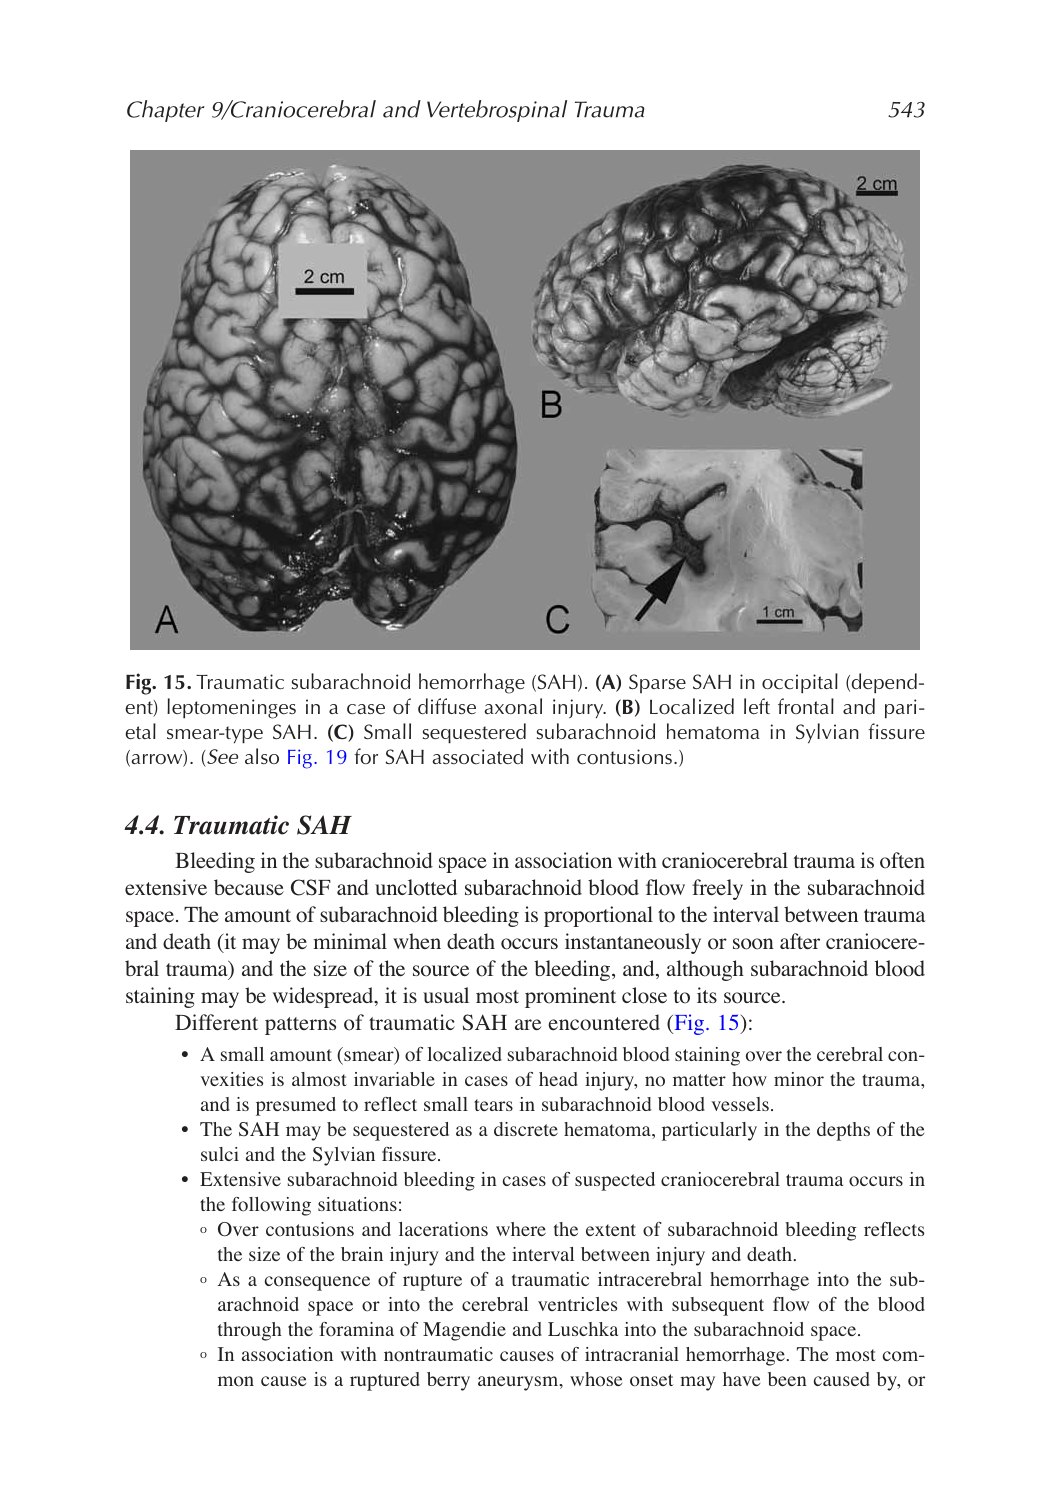 Chapter 9/Craniocerebral and Vertebrospinal Trauma 543
2 cm
2 cm
B
A
C
1 cm
Fig. 15. Traumatic subarachnoid hemorrhage (SAH). (A) Sparse SAH in occipital (depend-
ent) leptomeninges in a case of diffuse axonal injury. (B) Localized left frontal and pari-
etal smear-type SAH. (C) Small sequestered subarachnoid hematoma in Sylvian fissure
(arrow). (See also Fig. 19 for SAH associated with contusions.)
4.4. Traumatic SAH
Bleeding in the subarachnoid space in association with craniocerebral trauma is often
extensive because CSF and unclotted subarachnoid blood flow freely in the subarachnoid
space. The amount of subarachnoid bleeding is proportional to the interval between trauma
and death (it may be minimal when death occurs instantaneously or soon after craniocere-
bral trauma) and the size of the source of the bleeding, and, although subarachnoid blood
staining may be widespread, it is usual most prominent close to its source.
Different patterns of traumatic SAH are encountered (Fig. 15):
• A small amount (smear) of localized subarachnoid blood staining over the cerebral con-
vexities is almost invariable in cases of head injury, no matter how minor the trauma,
and is presumed to reflect small tears in subarachnoid blood vessels.
• The SAH may be sequestered as a discrete hematoma, particularly in the depths of the
sulci and the Sylvian fissure.
• Extensive subarachnoid bleeding in cases of suspected craniocerebral trauma occurs in
the following situations:
○ Over contusions and lacerations where the extent of subarachnoid bleeding reflects
the size of the brain injury and the interval between injury and death.
○ As a consequence of rupture of a traumatic intracerebral hemorrhage into the sub-
arachnoid space or into the cerebral ventricles with subsequent flow of the blood
through the foramina of Magendie and Luschka into the subarachnoid space.
○ In association with nontraumatic causes of intracranial hemorrhage. The most com-
mon cause is a ruptured berry aneurysm, whose onset may have been caused by, or